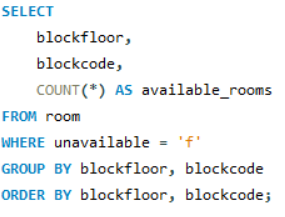 SELECT
    blockfloor,
    blockcode,
    COUNT(*) AS available_rooms
FROM room
WHERE unavailable = 'f'
GROUP BY blockfloor, blockcode
ORDER BY blockfloor, blockcode;